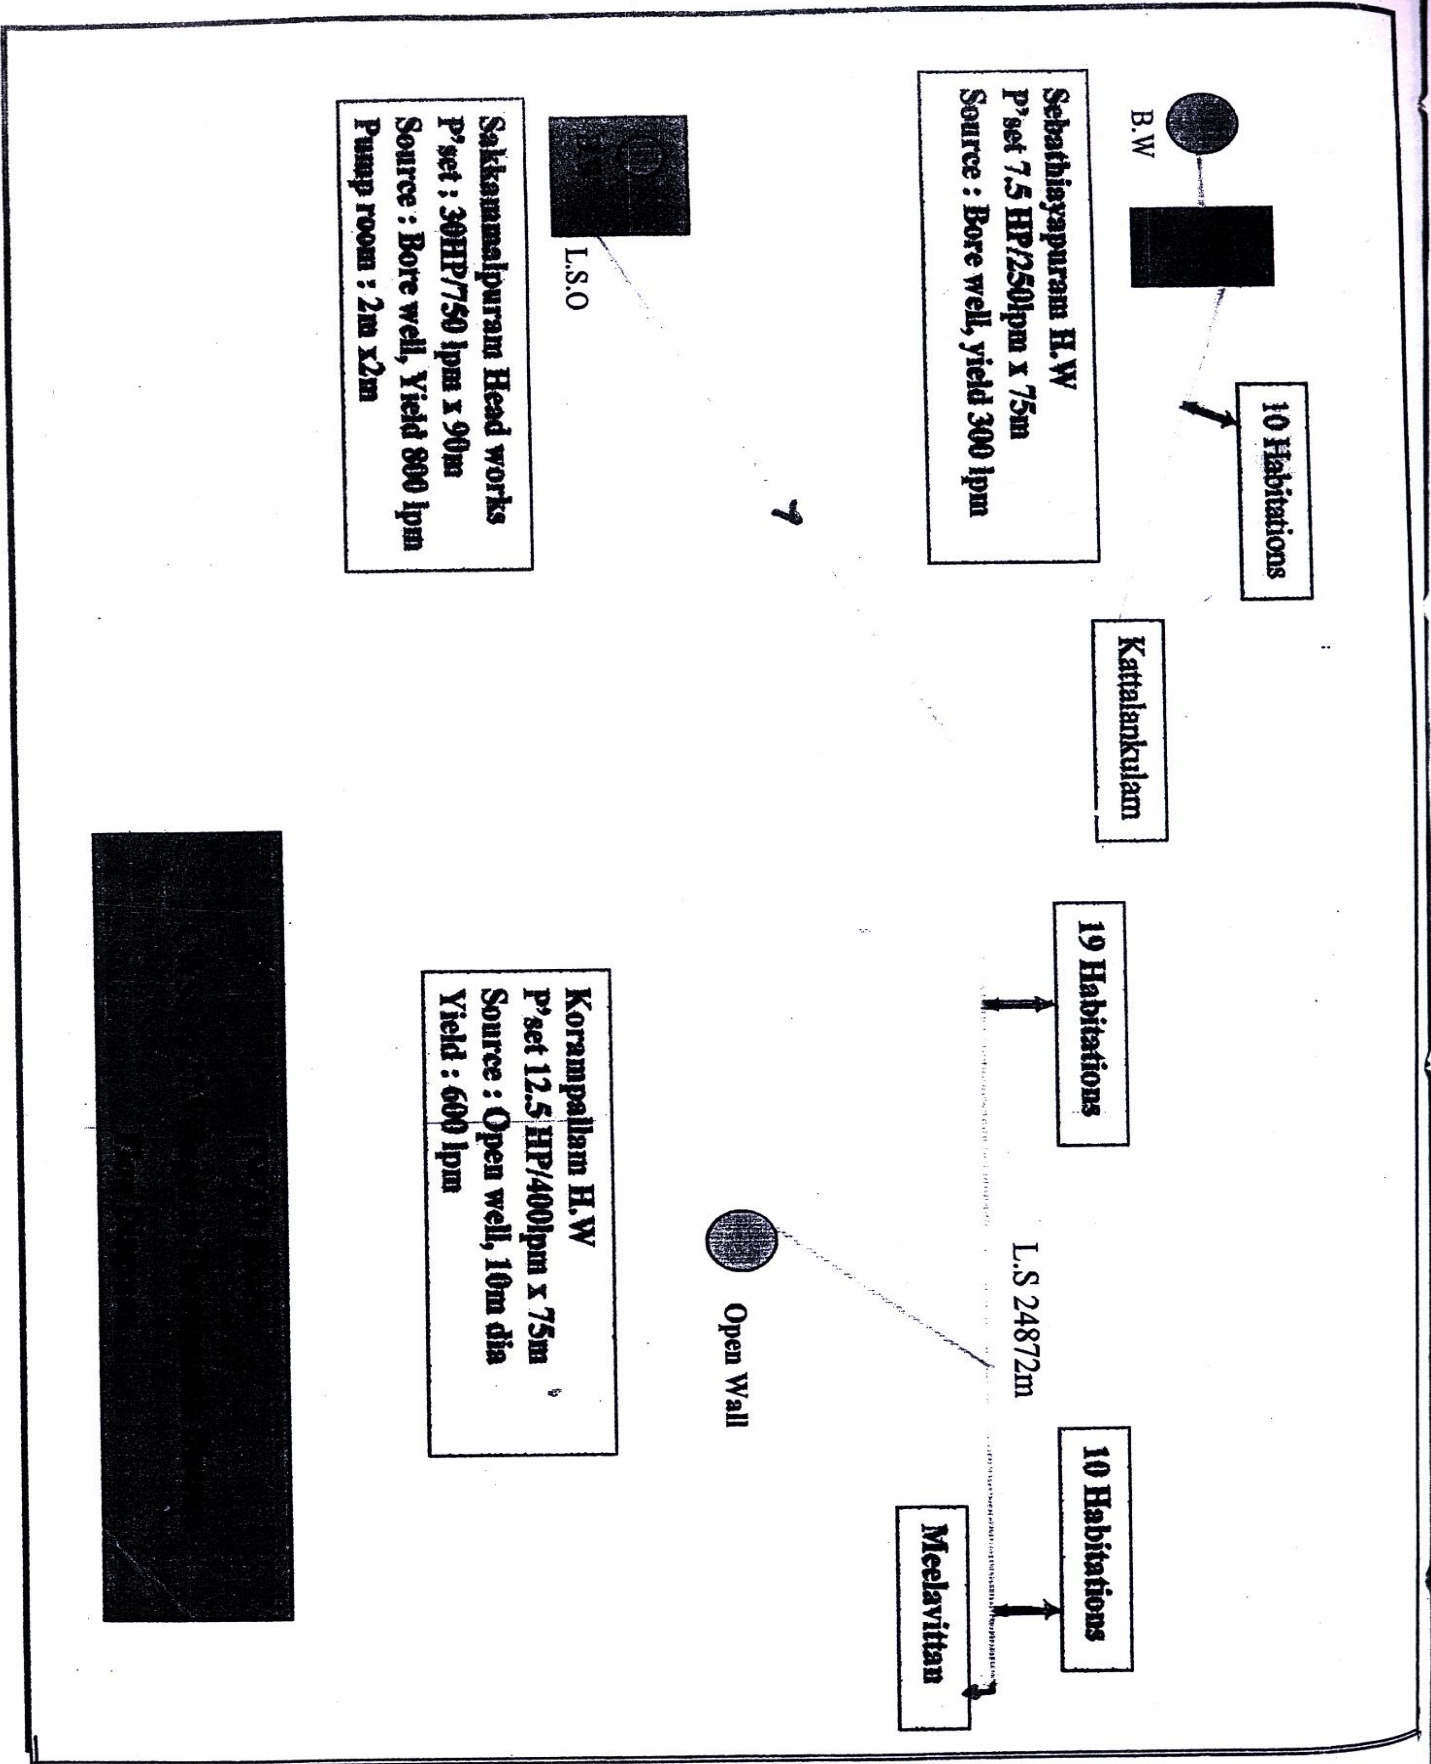 B.W
10 Habitations
Sebathiayapuram H.W
P'set 7.5 HP/250lpm x 75m
Source : Bore well, yield 300 lpm
Kattalankulam
19 Habitations
L.S 24872m
10 Habitations
Meelavittan
L.S.O
Sakkammalpuram Head works
P'set : 30HP/750 lpm x 90m
Source : Bore well, Yield 800 lpm
Pump room : 2m x2m
Open Wall
Korampallam H.W
P'set 12.5 HP/400lpm x 75m
Source : Open well, 10m dia
Yield : 600 lpm